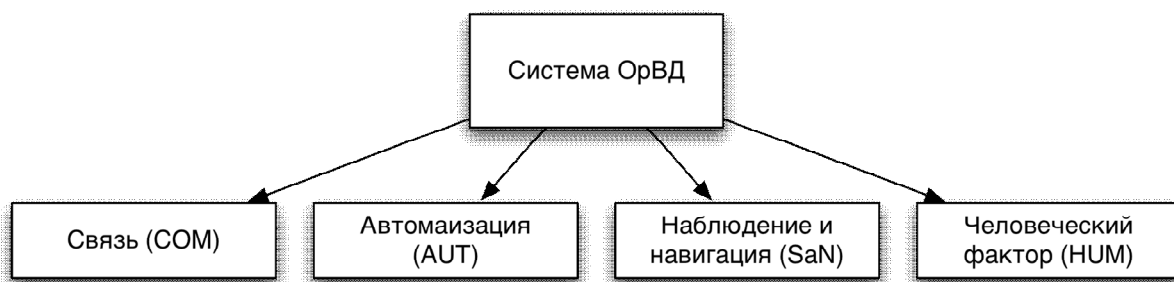 Система ОрВД
Связь (COM)
Автомаизация
(AUT)
Наблюдение и
навигация (SaN)
Человеческий
фактор (HUM)